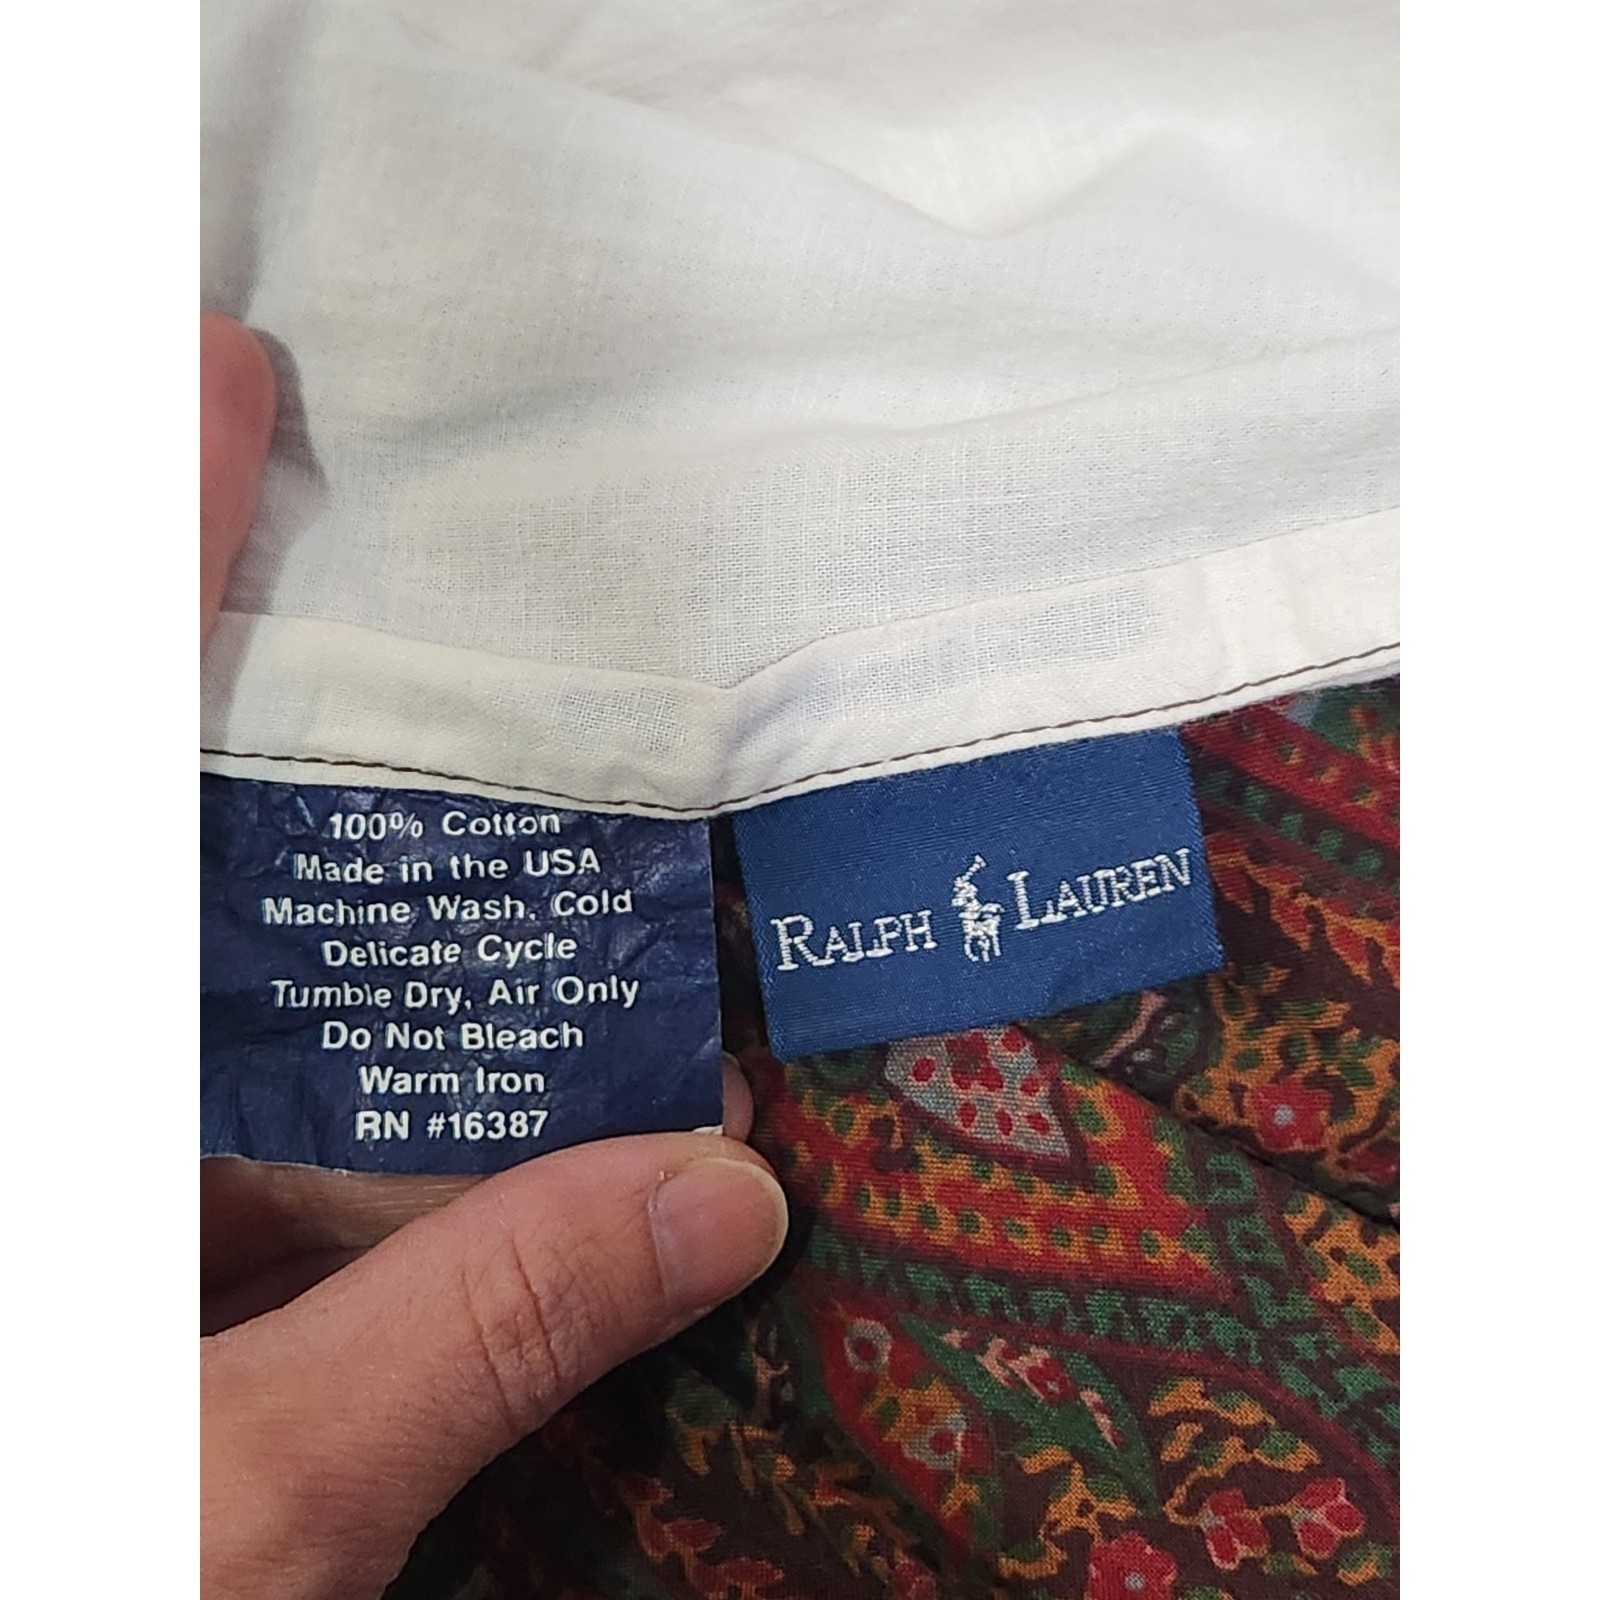 100% Cotton
Made in the USA
Machine Wash, Cold
Delicate Cycle
Tumble Dry, Air Only
Do Not Bleach
Warm Iron
RN #16387
RALPH LAUREN